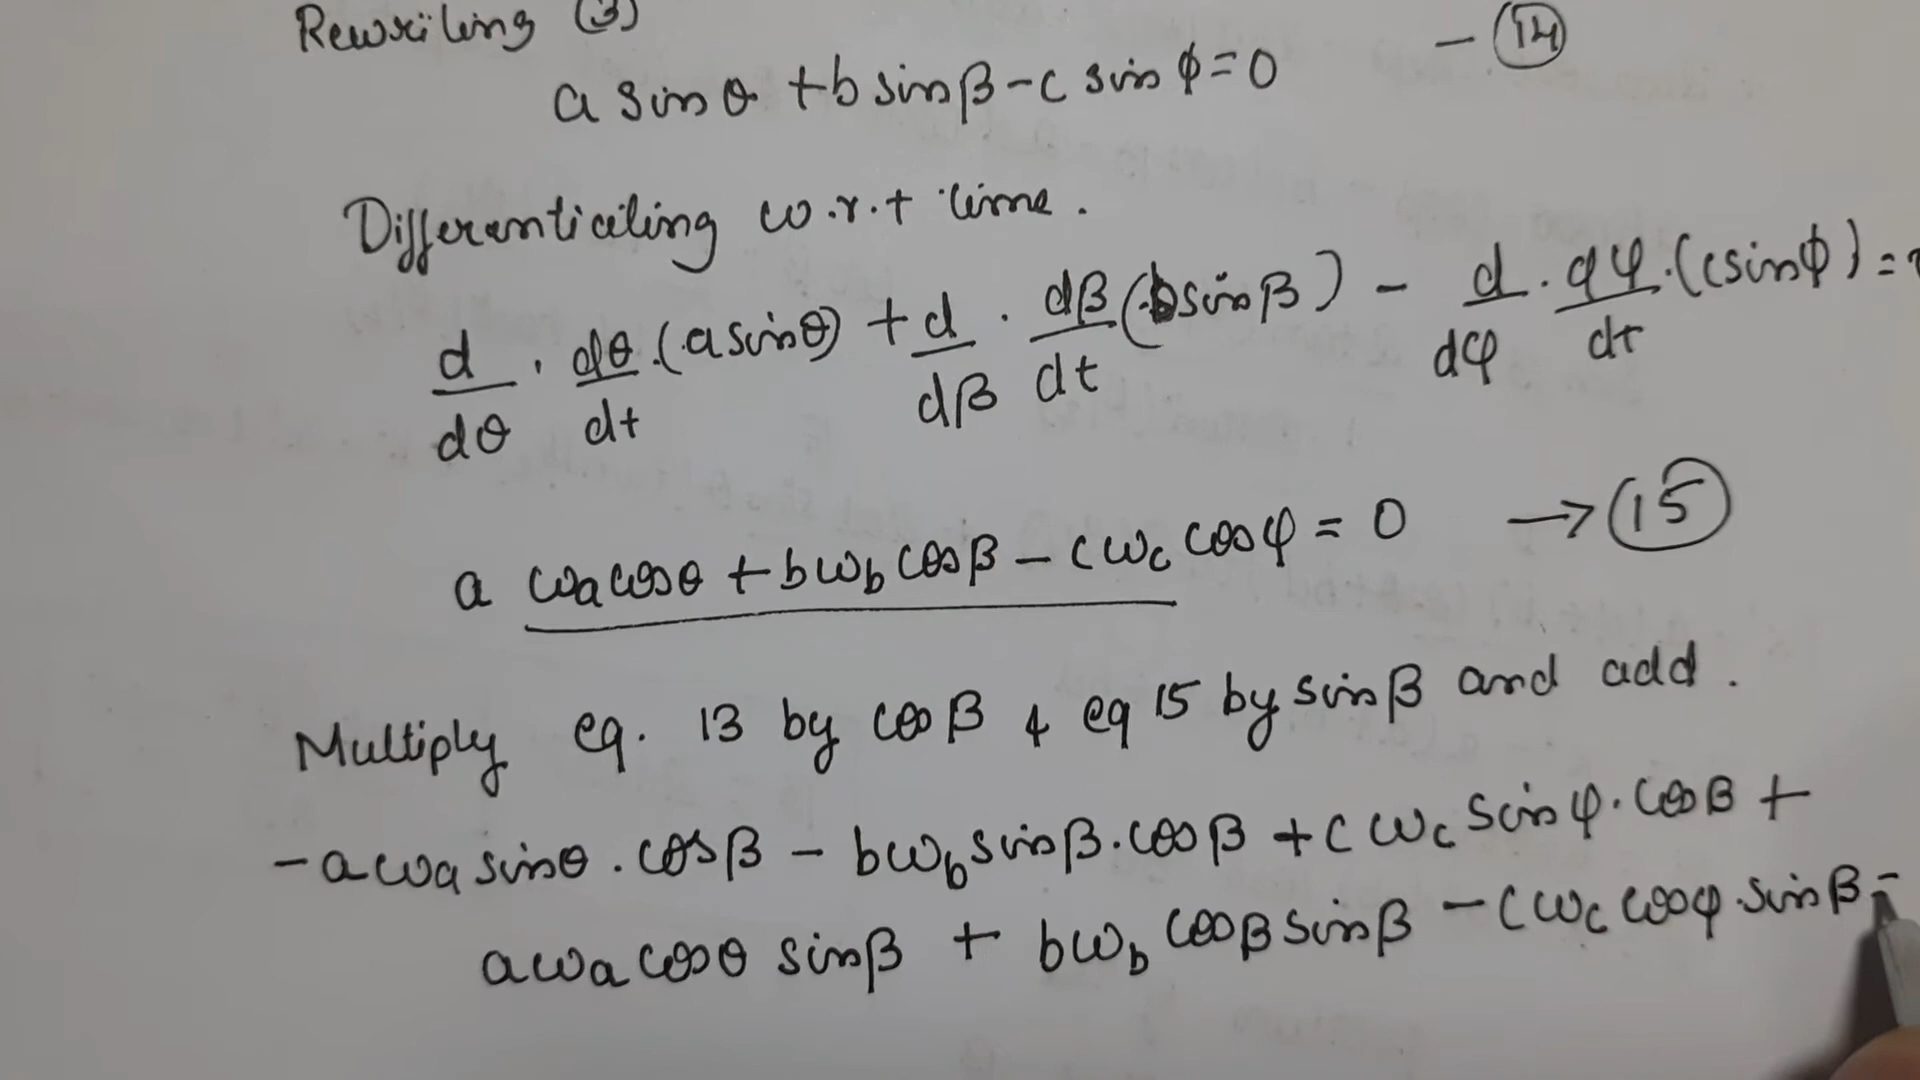 Rewriting (3)
a sin θ + b sin β - c sin ϕ = 0 - (14)
Differentiating w.r.t time.
d/dθ · dθ/dt · (a sin θ) + d/dβ · dβ/dt (b sin β) - d/dφ · dφ/dt · (c sin ϕ) =
a ωa cos θ + b ωb cos β - c ωc cos φ = 0 → (15)
Multiply eq. 13 by cos β & eq 15 by sin β and add.
- a ωa sin θ . cos β - b ωb sin β . cos β + c ωc sin φ . cos β +
a ωa cos θ sin β + b ωb cos β sin β - c ωc cos φ . sin β =